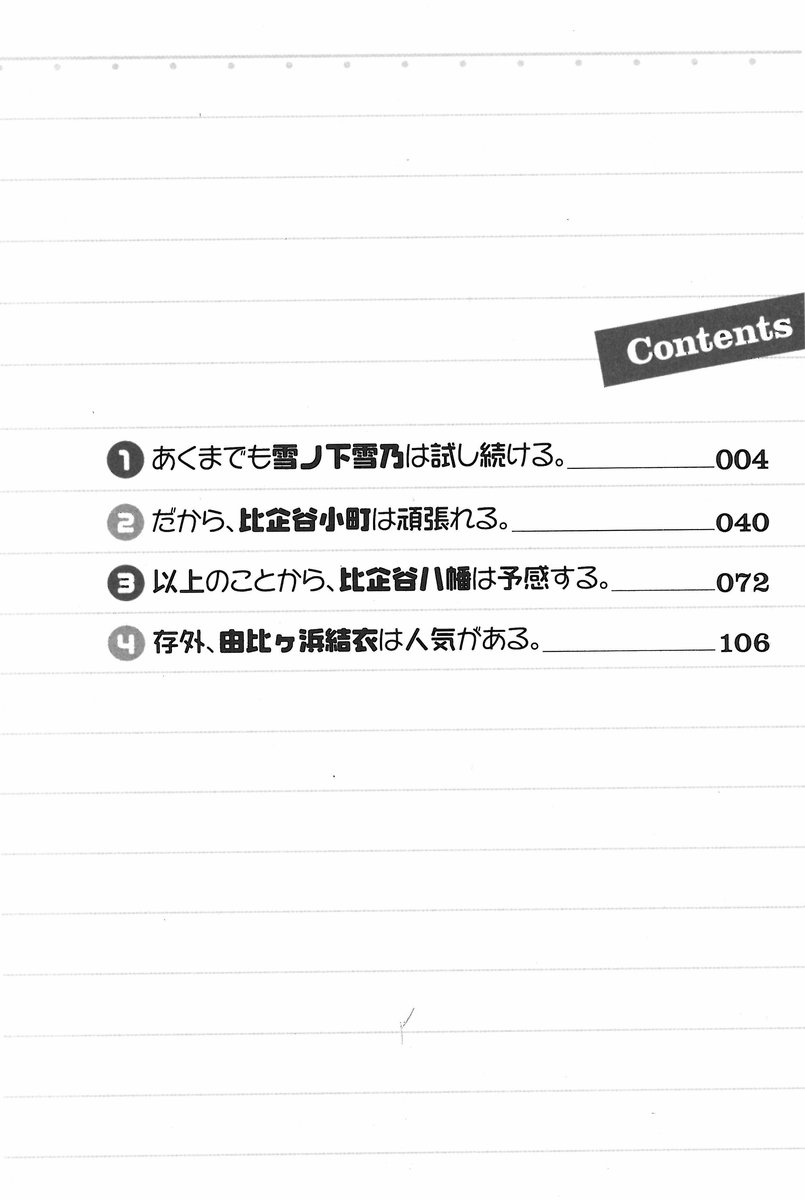 Contents
1 あくまでも雪ノ下雪乃は試し続ける。 004
2 だから、比企谷小町は頑張れる。 040
3 以上のことから、比企谷八幡は予感する。 072
4 存外、由比ヶ浜結衣は人気がある。 106